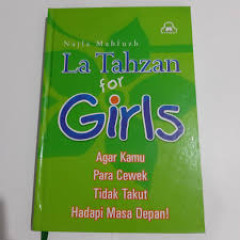 Najla Mahfuzh
La Tahzan
for
Girls
Agar Kamu
Para Cewek
Tidak Takut
Hadapi Masa Depan!